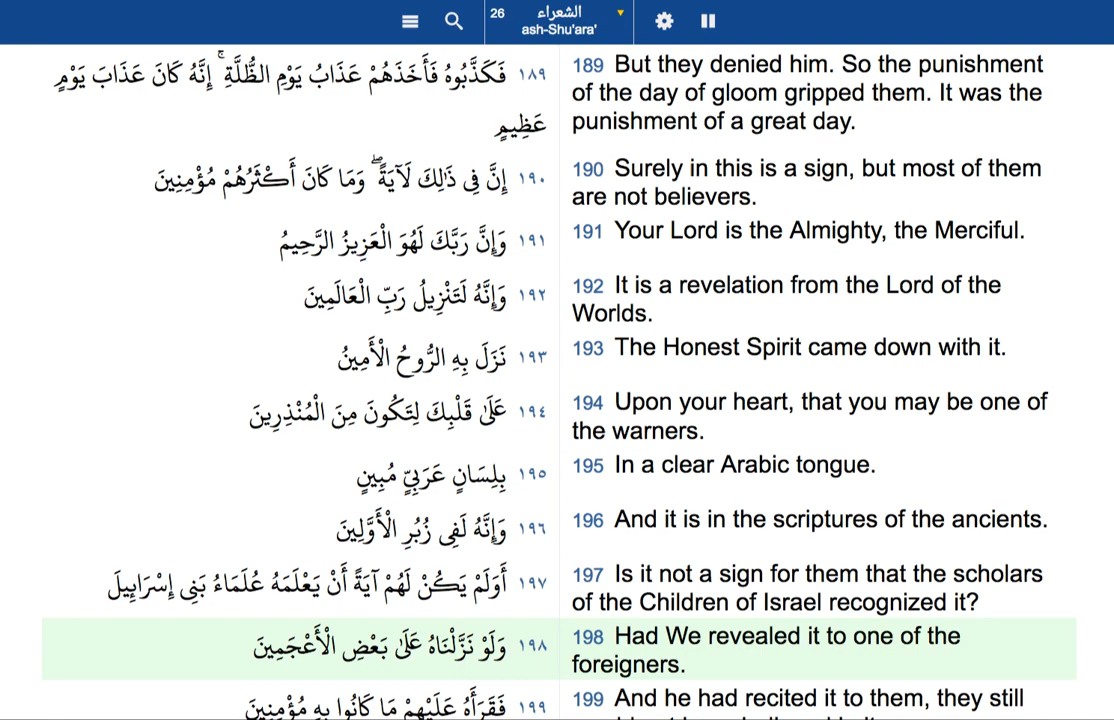 26
الشعراء
ash-Shu'ara'
فَكَذَّبُوهُ فَأَخَذَهُمْ عَذَابُ يَوْمِ الظُّلَّةِ ۚ إِنَّهُ كَانَ عَذَابَ يَوْمٍ ١٨٩
عَظِيمٍ
189 But they denied him. So the punishment
of the day of gloom gripped them. It was the
punishment of a great day.
إِنَّ فِي ذَٰلِكَ لَآيَةً ۖ وَمَا كَانَ أَكْثَرُهُمْ مُؤْمِنِينَ ١٩٠
190 Surely in this is a sign, but most of them
are not believers.
وَإِنَّ رَبَّكَ لَهُوَ الْعَزِيزُ الرَّحِيمُ ١٩١
191 Your Lord is the Almighty, the Merciful.
وَإِنَّهُ لَتَنْزِيلُ رَبِّ الْعَالَمِينَ ١٩٢
192 It is a revelation from the Lord of the
Worlds.
نَزَلَ بِهِ الرُّوحُ الْأَمِينُ ١٩٣
193 The Honest Spirit came down with it.
عَلَىٰ قَلْبِكَ لِتَكُونَ مِنَ الْمُنْذِرِينَ ١٩٤
194 Upon your heart, that you may be one of
the warners.
بِلِسَانٍ عَرَبِيٍّ مُبِينٍ ١٩٥
195 In a clear Arabic tongue.
وَإِنَّهُ لَفِي زُبُرِ الْأَوَّلِينَ ١٩٦
196 And it is in the scriptures of the ancients.
أَوَلَمْ يَكُنْ لَهُمْ آيَةً أَنْ يَعْلَمَهُ عُلَمَاءُ بَنِي إِسْرَايِيلَ ١٩٧
197 Is it not a sign for them that the scholars
of the Children of Israel recognized it?
وَلَوْ نَزَّلْنَاهُ عَلَىٰ بَعْضِ الْأَعْجَمِينَ ١٩٨
198 Had We revealed it to one of the
foreigners.
فَقَرَأَهُ عَلَيْهِمْ مَا كَانُوا بِهِ مُؤْمِنِينَ ١٩٩
199 And he had recited it to them, they still